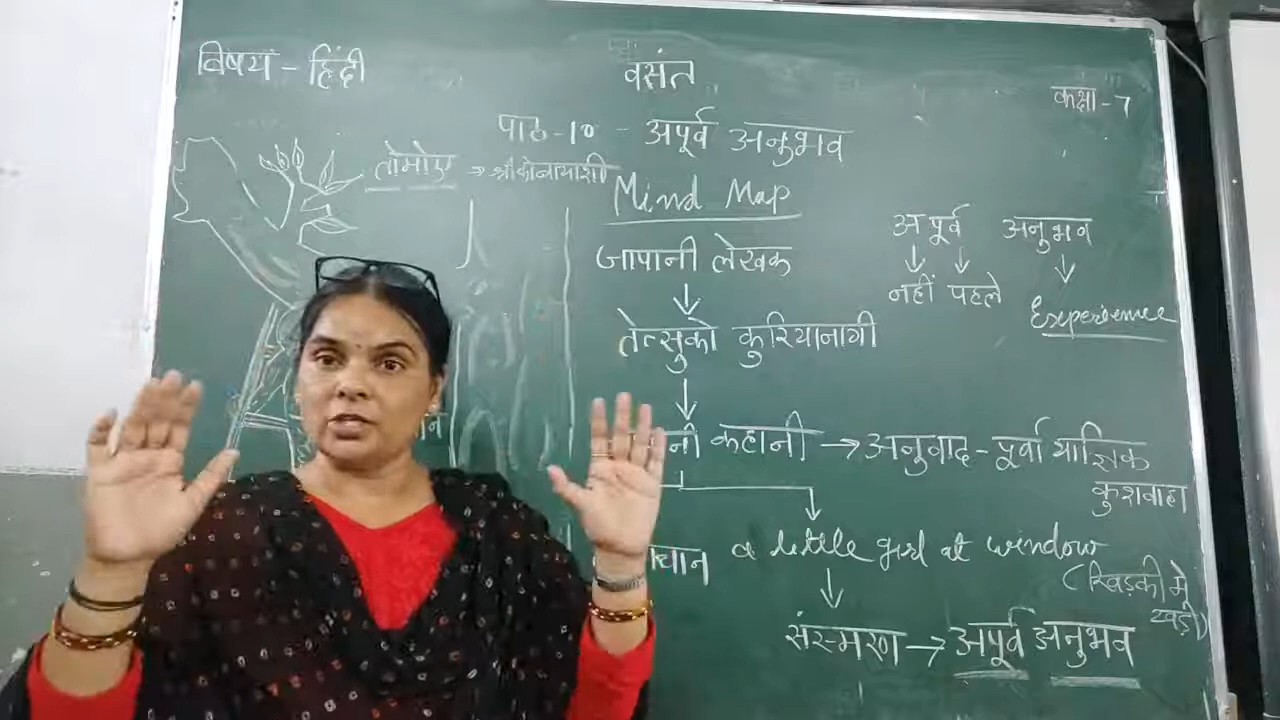 विषय - हिंदी
वसंत
कक्षा - 7
पाठ-10 - अपूर्व अनुभव
तोमोए → श्रौकोनायासी
Mind Map
अपूर्व अनुभव
जापानी लेखक
नहीं पहले
Experience
तेत्सुको कुरियानागी
नी कहानी → अनुवाद - पूर्वा याज्ञिक
कुशवाहा
a little girl at window
(खिड़की में
खड़ी)
संस्मरण → अपूर्व अनुभव